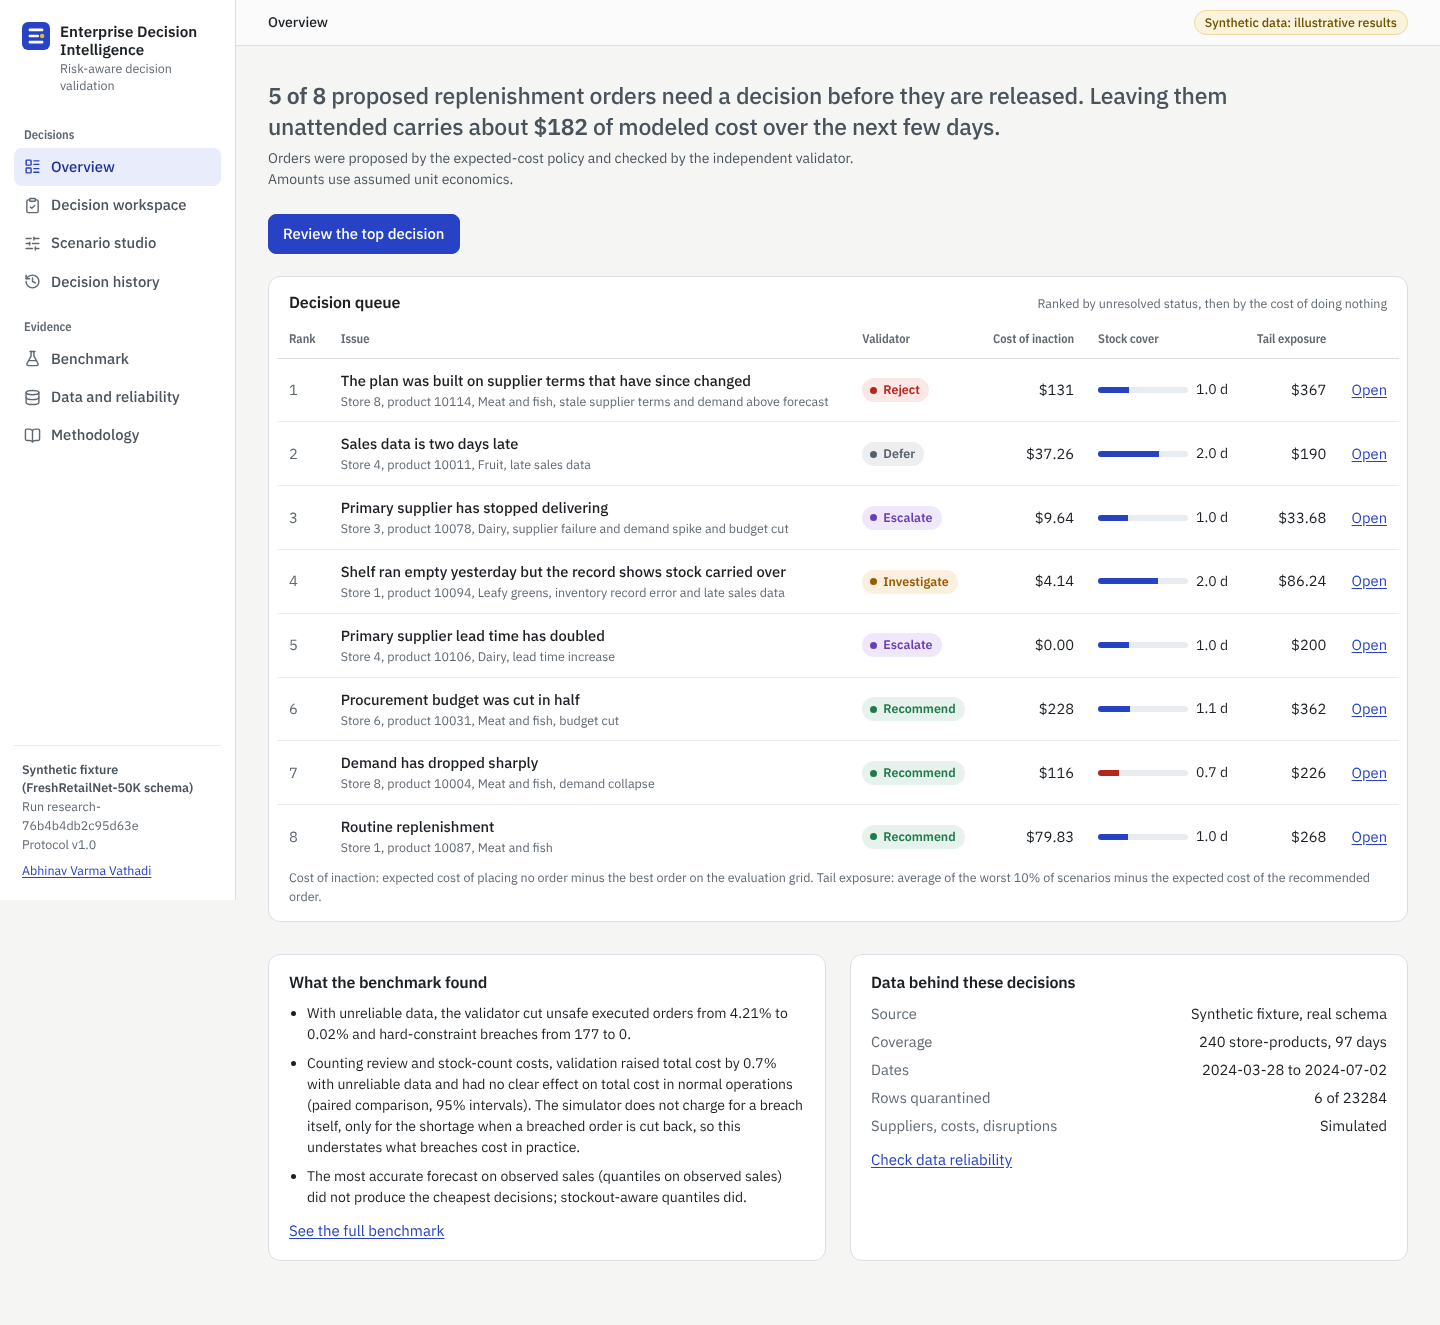 Enterprise Decision
Intelligence
Risk-aware decision
validation
Decisions
Overview
Decision workspace
Scenario studio
Decision history
Evidence
Benchmark
Data and reliability
Methodology
Synthetic fixture
(FreshRetailNet-50K schema)
Run research-
76b4b4db2c95d63e
Protocol v1.0
Abhinav Varma Vathadi
Overview
Synthetic data: illustrative results
5 of 8 proposed replenishment orders need a decision before they are released. Leaving them
unattended carries about $182 of modeled cost over the next few days.
Orders were proposed by the expected-cost policy and checked by the independent validator.
Amounts use assumed unit economics.
Review the top decision
Decision queue
Ranked by unresolved status, then by the cost of doing nothing
Rank Issue Validator Cost of inaction Stock cover Tail exposure
1 The plan was built on supplier terms that have since changed Reject $131 1.0 d $367 Open
Store 8, product 10114, Meat and fish, stale supplier terms and demand above forecast
2 Sales data is two days late Defer $37.26 2.0 d $190 Open
Store 4, product 10011, Fruit, late sales data
3 Primary supplier has stopped delivering Escalate $9.64 1.0 d $33.68 Open
Store 3, product 10078, Dairy, supplier failure and demand spike and budget cut
4 Shelf ran empty yesterday but the record shows stock carried over Investigate $4.14 2.0 d $86.24 Open
Store 1, product 10094, Leafy greens, inventory record error and late sales data
5 Primary supplier lead time has doubled Escalate $0.00 1.0 d $200 Open
Store 4, product 10106, Dairy, lead time increase
6 Procurement budget was cut in half Recommend $228 1.1 d $362 Open
Store 6, product 10031, Meat and fish, budget cut
7 Demand has dropped sharply Recommend $116 0.7 d $226 Open
Store 8, product 10004, Meat and fish, demand collapse
8 Routine replenishment Recommend $79.83 1.0 d $268 Open
Store 1, product 10087, Meat and fish
Cost of inaction: expected cost of placing no order minus the best order on the evaluation grid. Tail exposure: average of the worst 10% of scenarios minus the expected cost of the recommended
order.
What the benchmark found
• With unreliable data, the validator cut unsafe executed orders from 4.21% to
0.02% and hard-constraint breaches from 177 to 0.
• Counting review and stock-count costs, validation raised total cost by 0.7%
with unreliable data and had no clear effect on total cost in normal operations
(paired comparison, 95% intervals). The simulator does not charge for a breach
itself, only for the shortage when a breached order is cut back, so this
understates what breaches cost in practice.
• The most accurate forecast on observed sales (quantiles on observed sales)
did not produce the cheapest decisions; stockout-aware quantiles did.
See the full benchmark
Data behind these decisions
Source Synthetic fixture, real schema
Coverage 240 store-products, 97 days
Dates 2024-03-28 to 2024-07-02
Rows quarantined 6 of 23284
Suppliers, costs, disruptions Simulated
Check data reliability